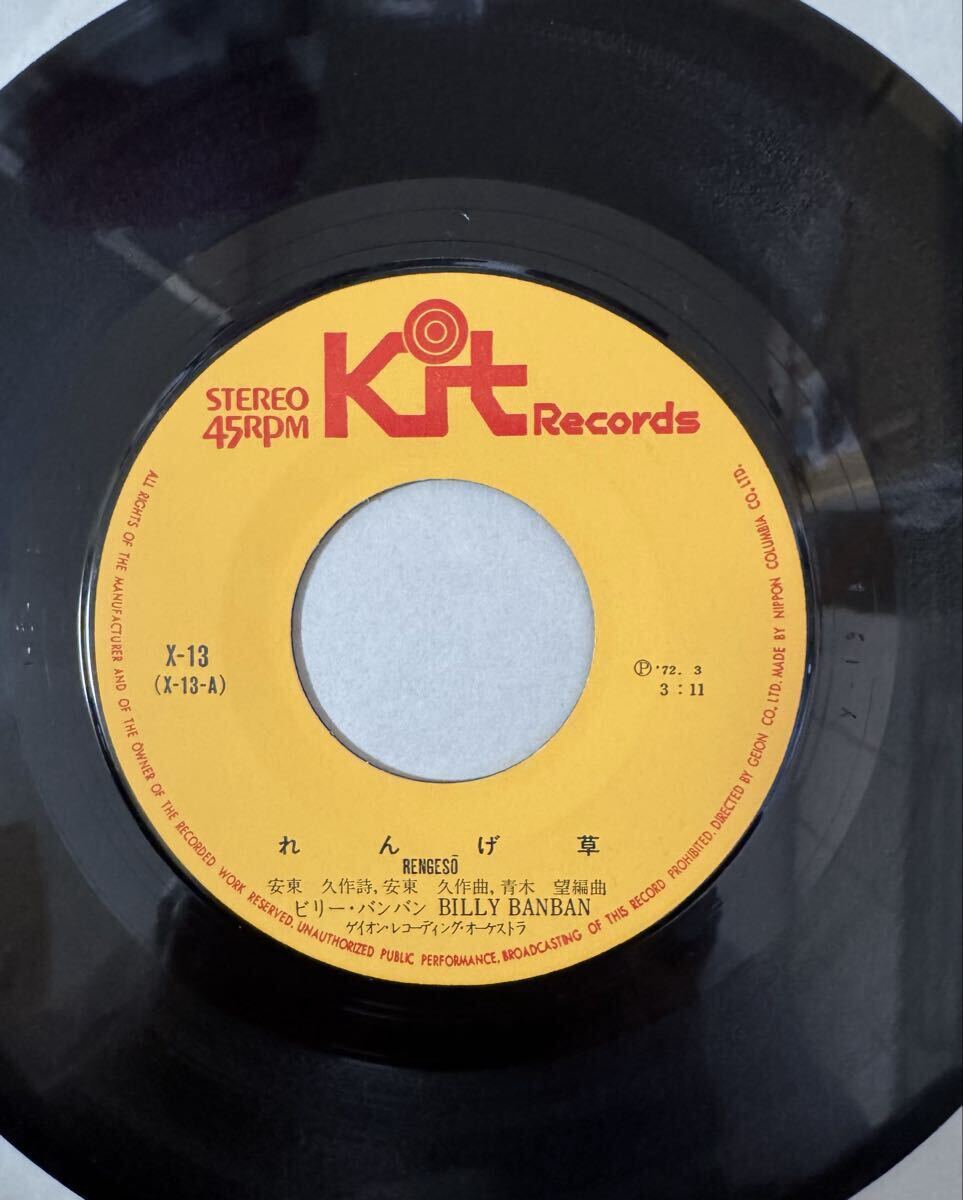 Kit Records
STEREO
45RPM
X-13
(X-13-A)
Ⓟ '72. 3
3:11
れんげ草
RENGESŌ
安東 久作詩, 安東 久作曲, 青木 望編曲
ビリー・バンバン BILLY BANBAN
ゲイオン・レコーディング・オーケストラ
ALL RIGHTS OF THE MANUFACTURER AND OF THE OWNER OF THE RECORDED WORK RESERVED. UNAUTHORIZED PUBLIC PERFORMANCE, BROADCASTING OF THIS RECORD PROHIBITED. DIRECTED BY GEION CO., LTD. MADE BY NIPPON COLUMBIA CO., LTD.